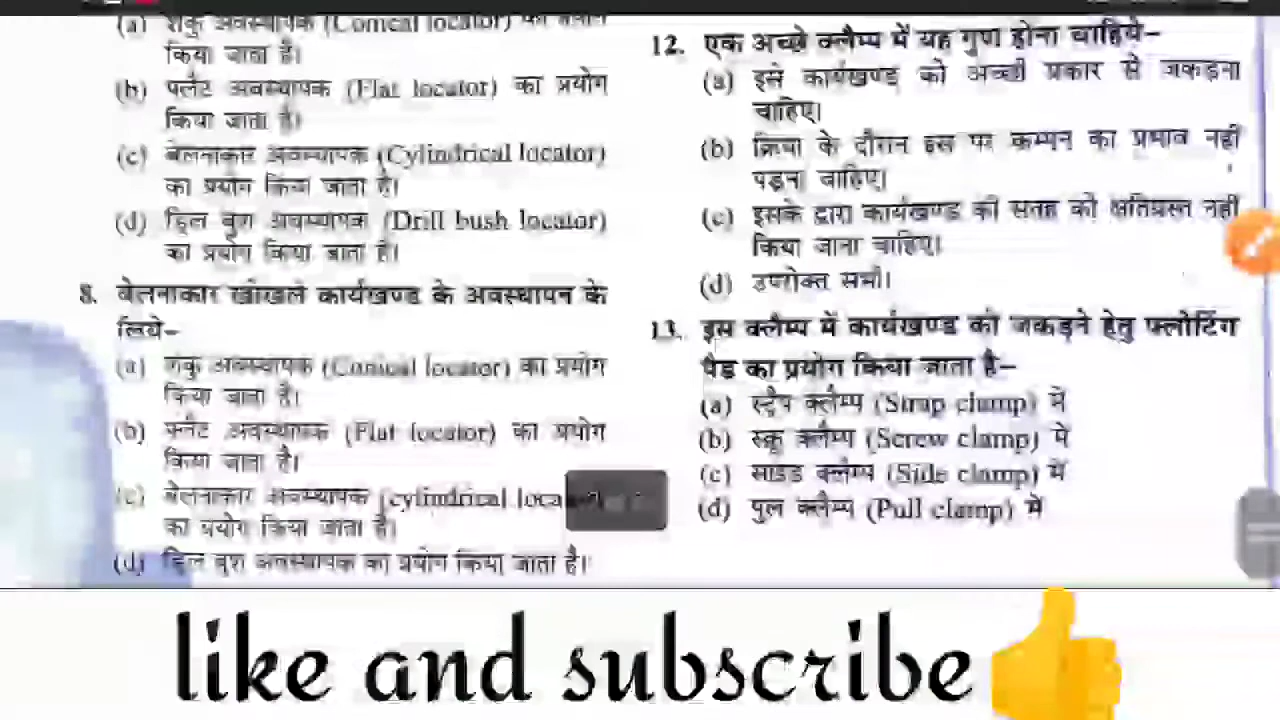 (a) शंकु अवस्थापक (Conical locator) का प्रयोग
किया जाता है।
(b) फ्लैट अवस्थापक (Flat locator) का प्रयोग
किया जाता है।
(c) बेलनाकार अवस्थापक (Cylindrical locator)
का प्रयोग किया जाता है।
(d) ड्रिल बुश अवस्थापक (Drill bush locator)
का प्रयोग किया जाता है।
8. बेलनाकार खोखले कार्यखण्ड के अवस्थापन के
लिये–
(a) शंकु अवस्थापक (Conical locator) का प्रयोग
किया जाता है।
(b) फ्लैट अवस्थापक (Flat locator) का प्रयोग
किया जाता है।
(c) बेलनाकार अवस्थापक (cylindrical
का प्रयोग किया जाता है।
(d) ड्रिल बुश अवस्थापक का प्रयोग किया जाता है।
12. एक अच्छे क्लैम्प में यह गुण होना चाहिये–
(a) इसे कार्यखण्ड को अच्छी प्रकार से जकड़ना
चाहिए।
(b) क्रिया के दौरान इस पर कम्पन का प्रभाव नहीं
पड़ना चाहिए।
(c) इसके द्वारा कार्यखण्ड की सतह को क्षतिग्रस्त नहीं
किया जाना चाहिए।
(d) उपरोक्त सभी।
13. इस क्लैम्प में कार्यखण्ड को जकड़ने हेतु फ्लोटिंग
पैड का प्रयोग किया जाता है–
(a) स्ट्रैप क्लैम्प (Strap clamp) में
(b) स्क्रू क्लैम्प (Screw clamp) में
(c) साइड क्लैम्प (Side clamp) में
(d) पुल क्लैम्प (Pull clamp) में
like and subscribe